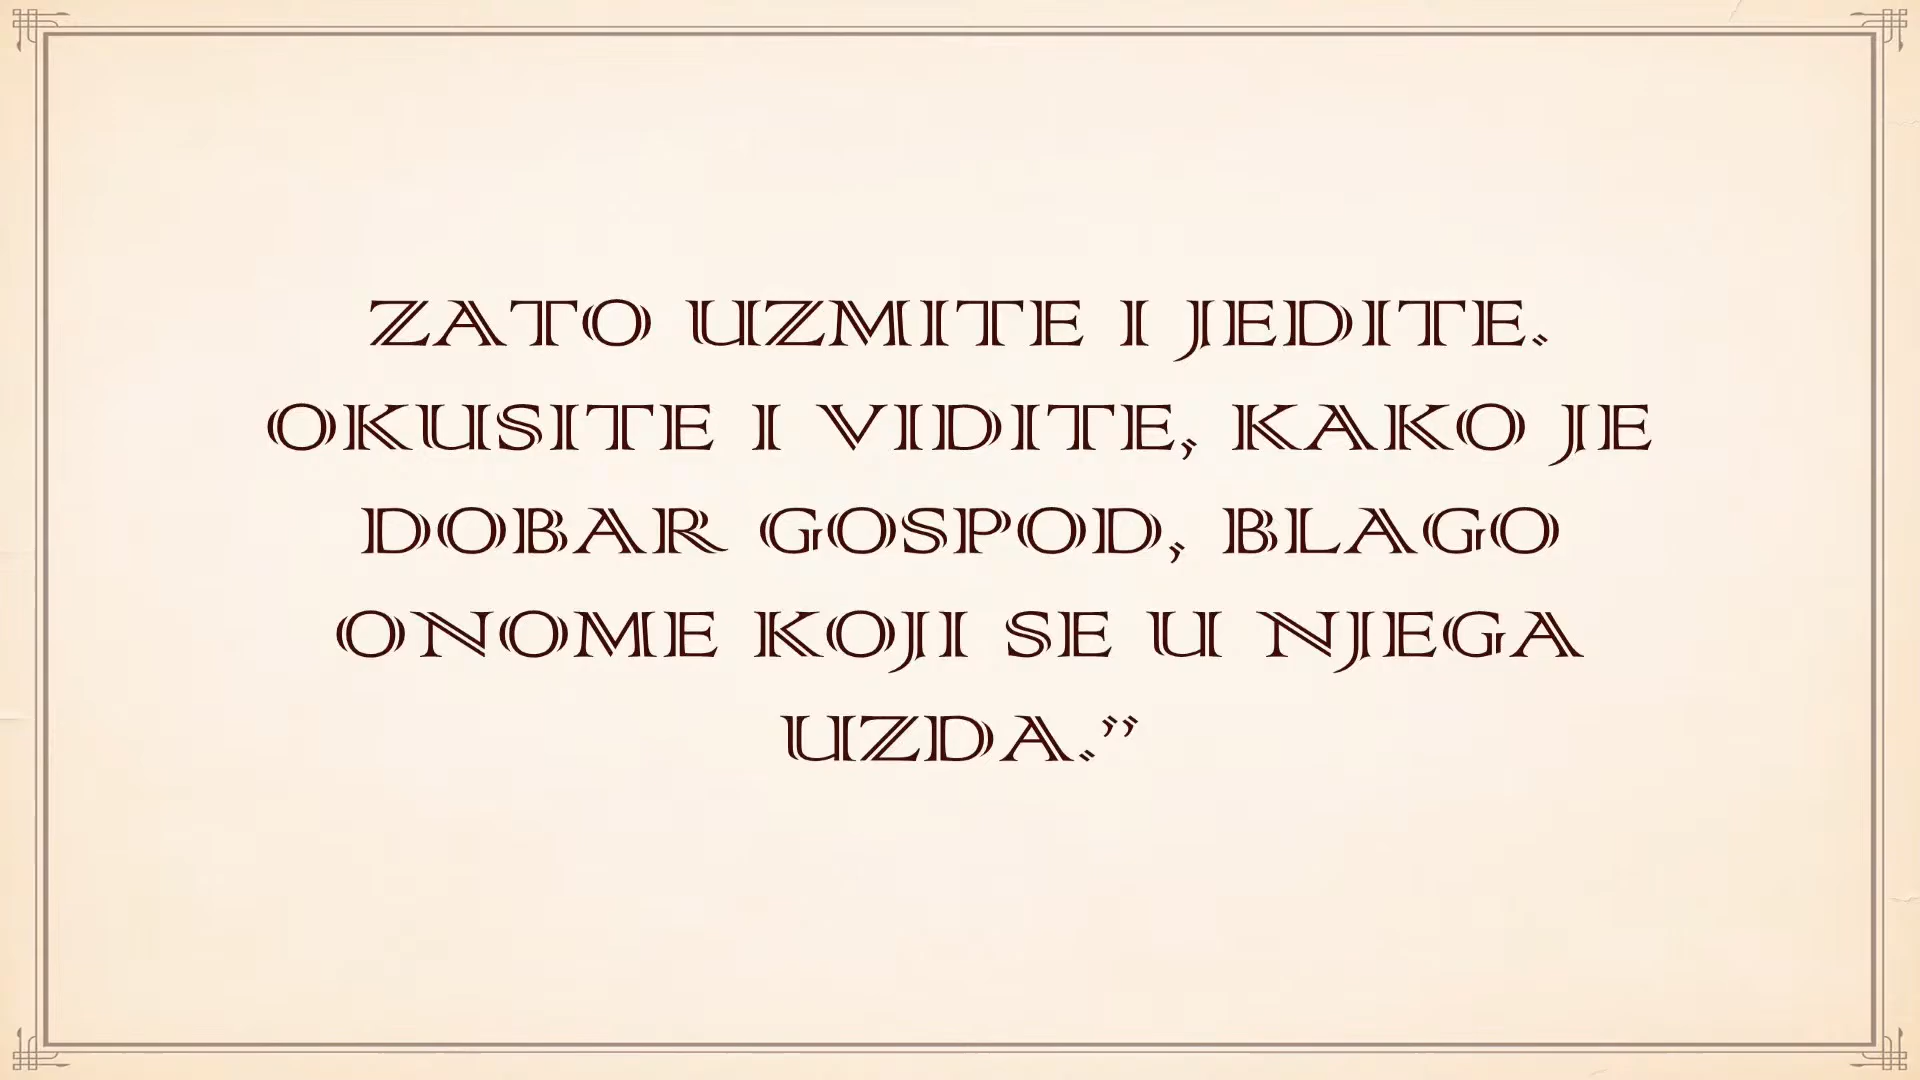 ZATO UZMITE I JEDITE.
OKUSITE I VIDITE, KAKO JE
DOBAR GOSPOD, BLAGO
ONOME KOJI SE U NJEGA
UZDA.”